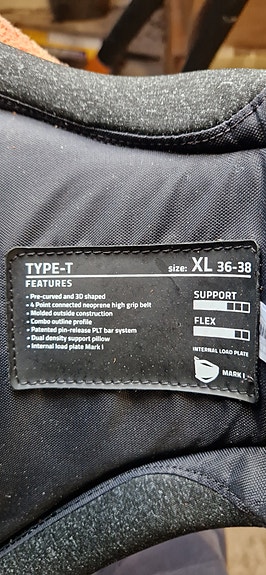 TYPE-T size: XL 36-38
FEATURES
• Pre-curved and 3D shaped
• 4 Point connected neoprene high grip belt
• Molded outside construction
• Combo outline profile
• Patented pin-release PLT bar system
• Dual density support pillow
• Internal load plate Mark I
SUPPORT
FLEX
INTERNAL LOAD PLATE
MARK I